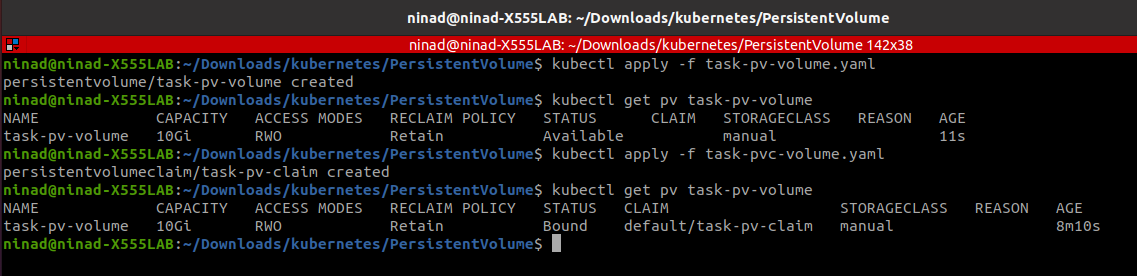 ninad@ninad-X555LAB: ~/Downloads/kubernetes/PersistentVolume
ninad@ninad-X555LAB: ~/Downloads/kubernetes/PersistentVolume 142x38
ninad@ninad-X555LAB:~/Downloads/kubernetes/PersistentVolume$ kubectl apply -f task-pv-volume.yaml
persistentvolume/task-pv-volume created
ninad@ninad-X555LAB:~/Downloads/kubernetes/PersistentVolume$ kubectl get pv task-pv-volume
NAME             CAPACITY   ACCESS MODES   RECLAIM POLICY   STATUS      CLAIM   STORAGECLASS   REASON   AGE
task-pv-volume   10Gi       RWO            Retain           Available           manual                  11s
ninad@ninad-X555LAB:~/Downloads/kubernetes/PersistentVolume$ kubectl apply -f task-pvc-volume.yaml
persistentvolumeclaim/task-pv-claim created
ninad@ninad-X555LAB:~/Downloads/kubernetes/PersistentVolume$ kubectl get pv task-pv-volume
NAME             CAPACITY   ACCESS MODES   RECLAIM POLICY   STATUS   CLAIM                   STORAGECLASS   REASON   AGE
task-pv-volume   10Gi       RWO            Retain           Bound    default/task-pv-claim   manual                  8m10s
ninad@ninad-X555LAB:~/Downloads/kubernetes/PersistentVolume$